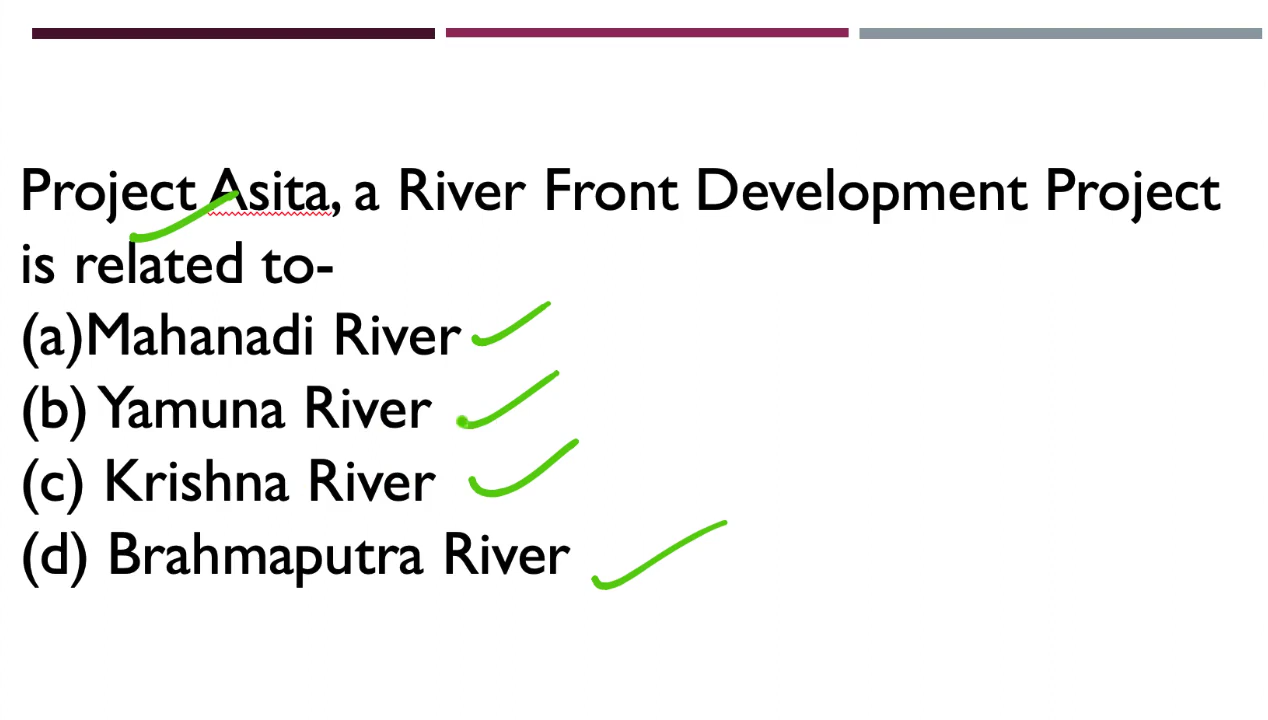 Project Asita, a River Front Development Project
is related to-
(a)Mahanadi River
(b) Yamuna River
(c) Krishna River
(d) Brahmaputra River